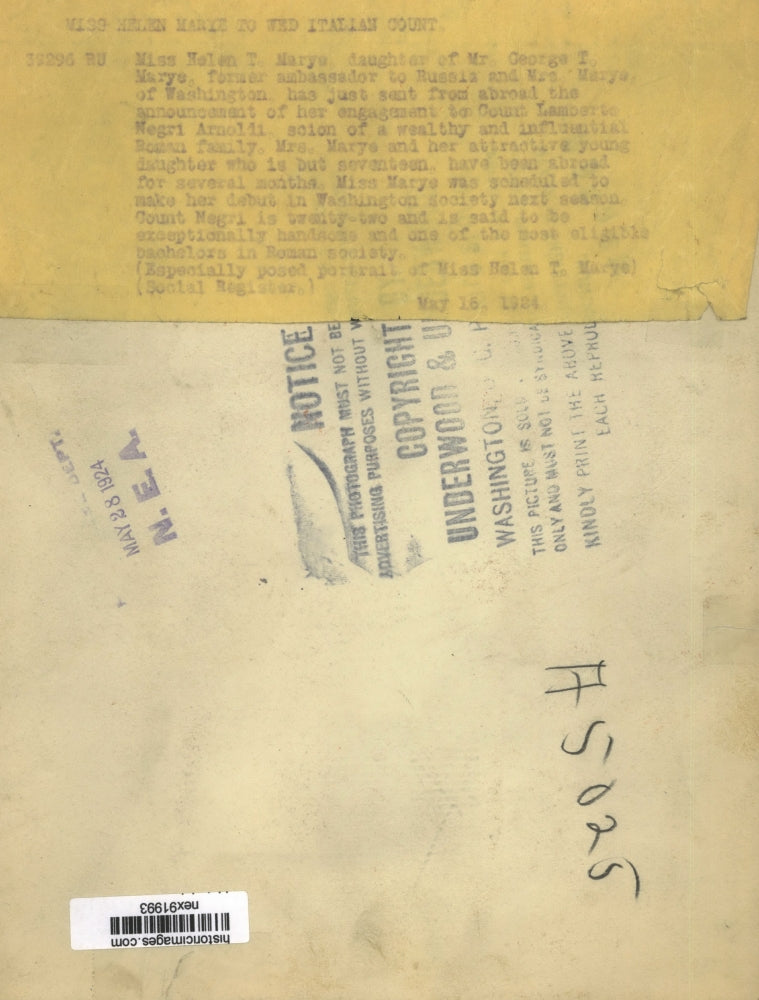 MISS HELEN MARYE TO WED ITALIAN COUNT
39296 RU Miss Helen T. Marye, daughter of Mr. George T.
Marye, former ambassador to Russia and Mrs. Marye,
of Washington, has just sent from abroad the
announcement of her engagement to Count Lamberto
Negri Arnoldi, scion of a wealthy and influential
Roman family. Mrs. Marye and her attractive young
daughter who is but seventeen, have been abroad
for several months. Miss Marye was scheduled to
make her debut in Washington society next season.
Count Negri is twenty-two and is said to be
exceptionally handsome and one of the most eligible
bachelors in Roman society.
(Especially posed portrait of Miss Helen T. Marye)
(Social Register.)
May 16, 1924
NOTICE
THIS PHOTOGRAPH MUST NOT BE
ADVERTISING PURPOSES WITHOUT W
COPYRIGHT
UNDERWOOD & U
WASHINGTON
THIS PICTURE IS SOLD
ONLY AND MUST NOT BE SYNDICA
KINDLY PRINT THE ABOVE
EACH REPRODU
DEPT.
MAY 28 1924
N.E.A.
A5025
historicimages.com
nex91993